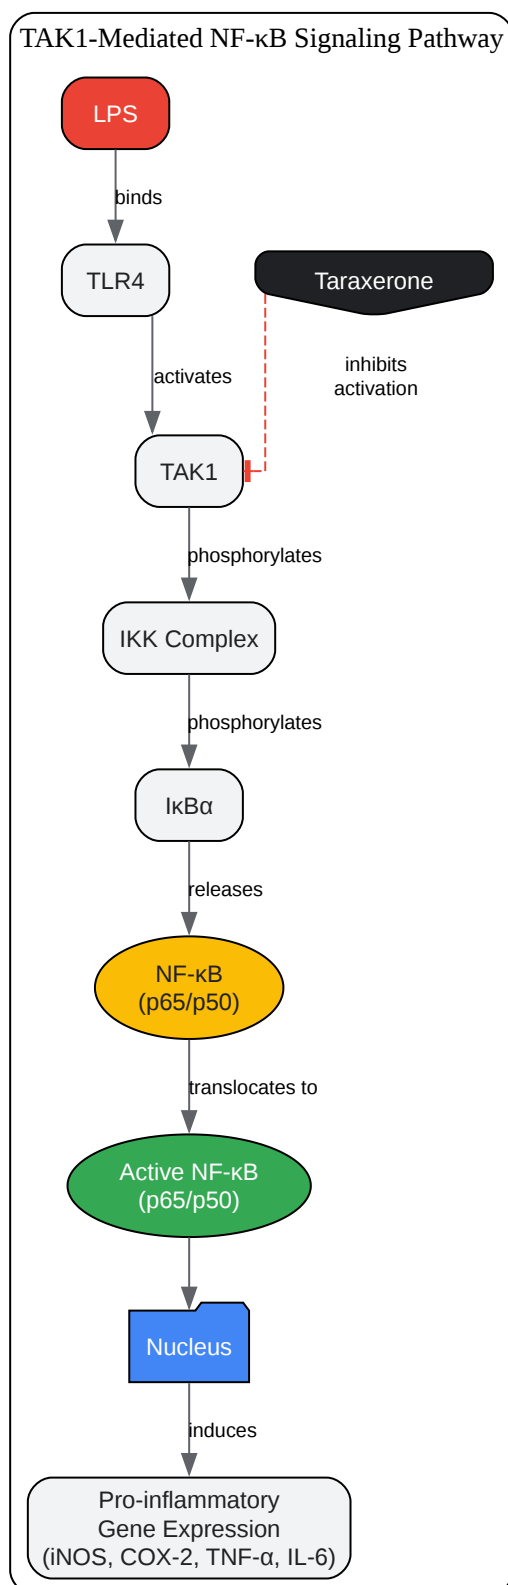 TAK1-Mediated NF-κB Signaling Pathway
LPS
binds
TLR4
Taraxerone
activates
inhibits
activation
TAK1
phosphorylates
IKK Complex
phosphorylates
IκBα
releases
NF-κB
(p65/p50)
translocates to
Active NF-κB
(p65/p50)
Nucleus
induces
Pro-inflammatory
Gene Expression
(iNOS, COX-2, TNF-α, IL-6)